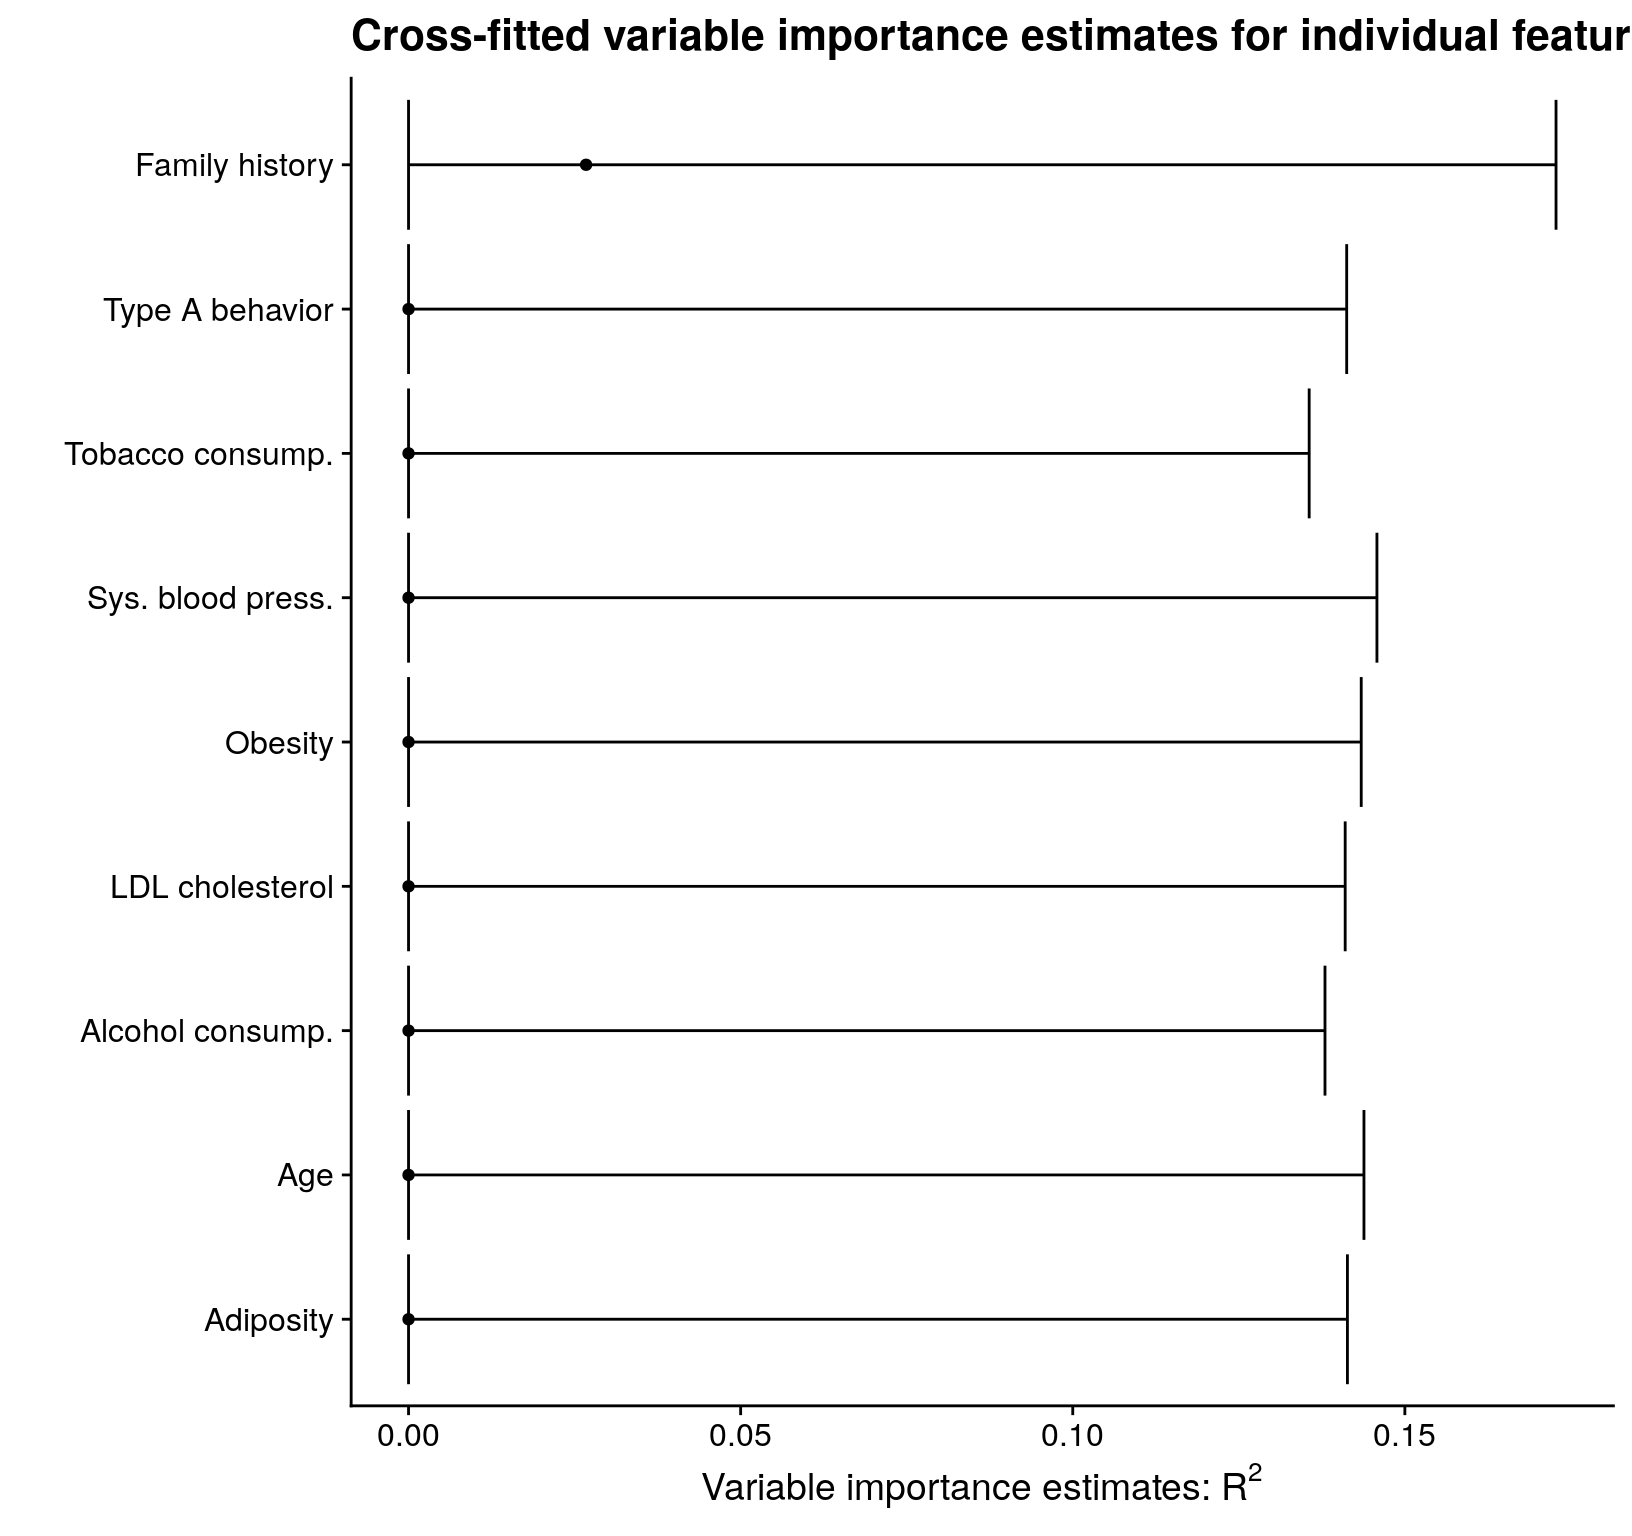 Cross-fitted variable importance estimates for individual featur
Family history
Type A behavior
Tobacco consump.
Sys. blood press.
Obesity
LDL cholesterol
Alcohol consump.
Age
Adiposity
0.00 0.05 0.10 0.15
Variable importance estimates: R²